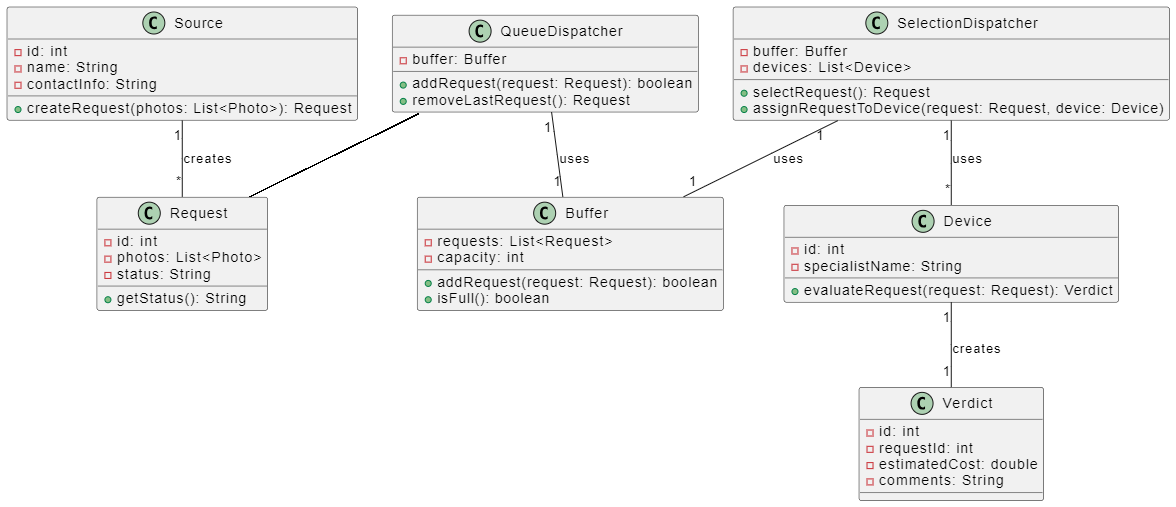 C Source
id: int
name: String
contactInfo: String
createRequest(photos: List<Photo>): Request
C QueueDispatcher
buffer: Buffer
addRequest(request: Request): boolean
removeLastRequest(): Request
C SelectionDispatcher
buffer: Buffer
devices: List<Device>
selectRequest(): Request
assignRequestToDevice(request: Request, device: Device)
1
creates
*
1
uses
1
1
uses
1
1
uses
*
C Request
id: int
photos: List<Photo>
status: String
getStatus(): String
C Buffer
requests: List<Request>
capacity: int
addRequest(request: Request): boolean
isFull(): boolean
C Device
id: int
specialistName: String
evaluateRequest(request: Request): Verdict
1
creates
1
C Verdict
id: int
requestId: int
estimatedCost: double
comments: String